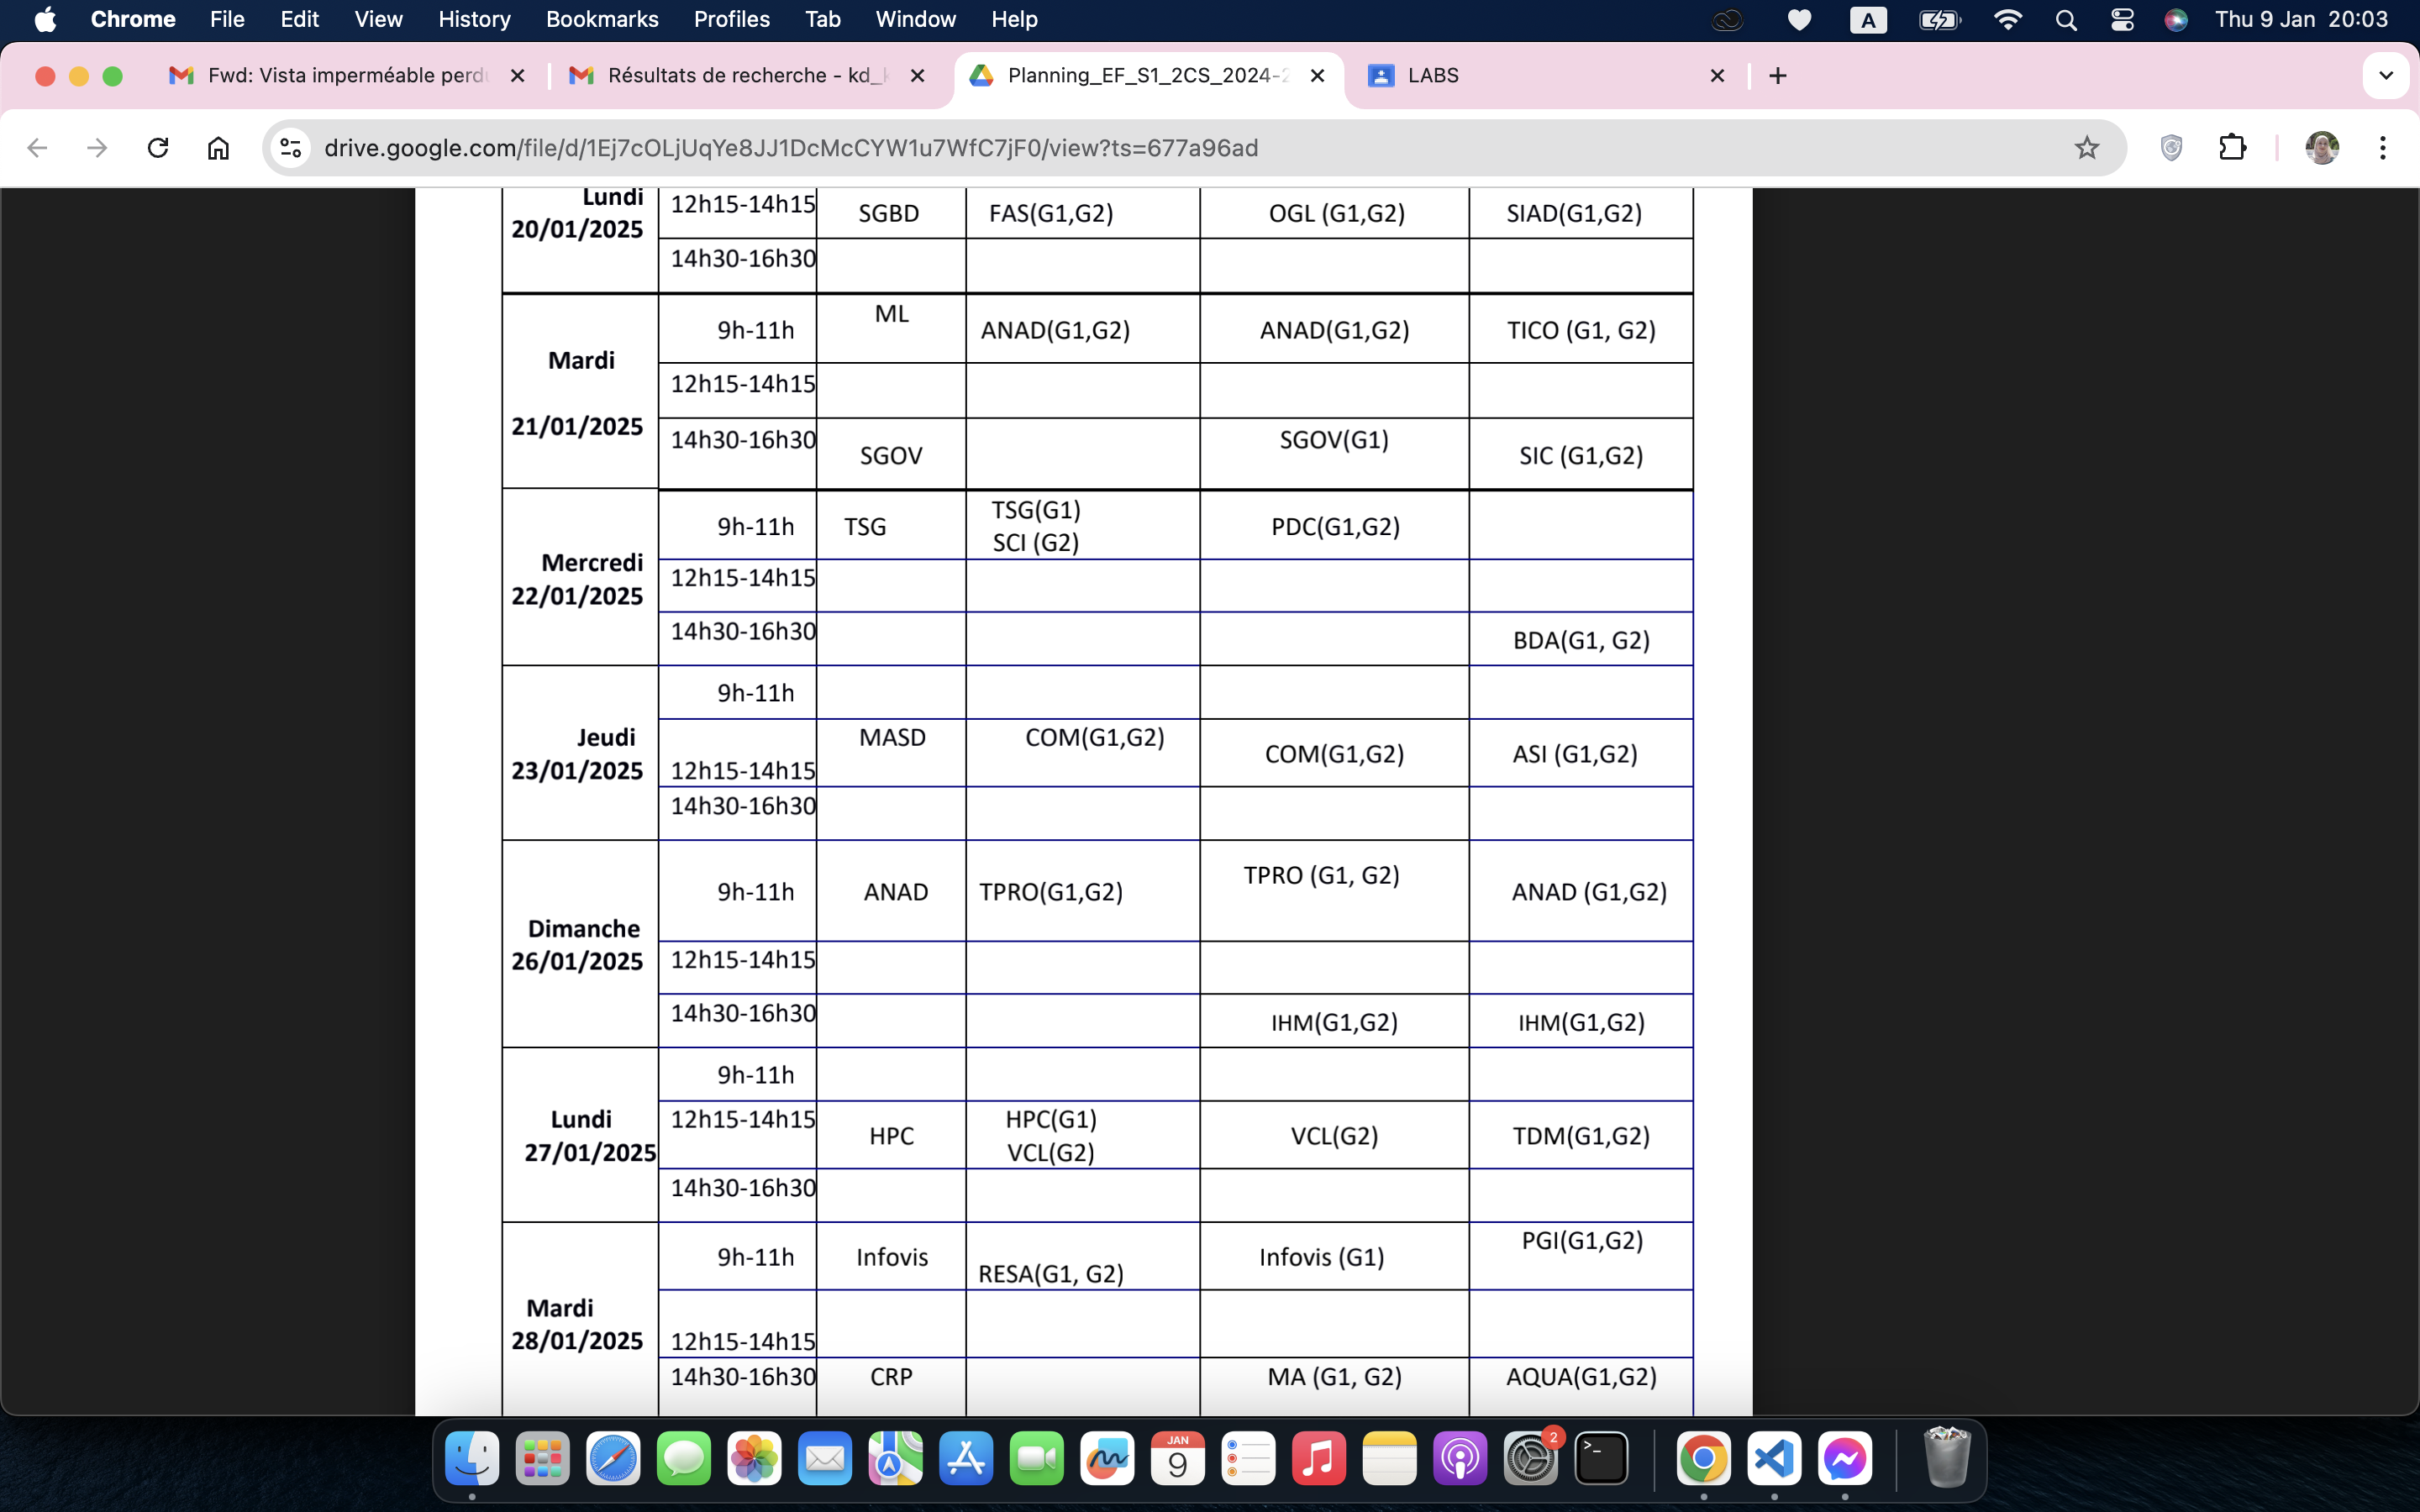 Chrome File Edit View History Bookmarks Profiles Tab Window Help A Thu 9 Jan 20:03
Fwd: Vista imperméable perd Résultats de recherche - kd_ Planning_EF_S1_2CS_2024- LABS
drive.google.com/file/d/1Ej7cOLjUqYe8JJ1DcMcCYW1u7WfC7jF0/view?ts=677a96ad
Lundi
20/01/2025
12h15-14h15 SGBD FAS(G1,G2) OGL (G1,G2) SIAD(G1,G2)
14h30-16h30
Mardi
21/01/2025
9h-11h ML ANAD(G1,G2) ANAD(G1,G2) TICO (G1, G2)
12h15-14h15
14h30-16h30 SGOV SGOV(G1) SIC (G1,G2)
Mercredi
22/01/2025
9h-11h TSG TSG(G1)
SCI (G2) PDC(G1,G2)
12h15-14h15
14h30-16h30 BDA(G1, G2)
Jeudi
23/01/2025
9h-11h
12h15-14h15 MASD COM(G1,G2) COM(G1,G2) ASI (G1,G2)
14h30-16h30
Dimanche
26/01/2025
9h-11h ANAD TPRO(G1,G2) TPRO (G1, G2) ANAD (G1,G2)
12h15-14h15
14h30-16h30 IHM(G1,G2) IHM(G1,G2)
Lundi
27/01/2025
9h-11h
12h15-14h15 HPC HPC(G1)
VCL(G2) VCL(G2) TDM(G1,G2)
14h30-16h30
Mardi
28/01/2025
9h-11h Infovis RESA(G1, G2) Infovis (G1) PGI(G1,G2)
12h15-14h15
14h30-16h30 CRP MA (G1, G2) AQUA(G1,G2)
JAN
9
2